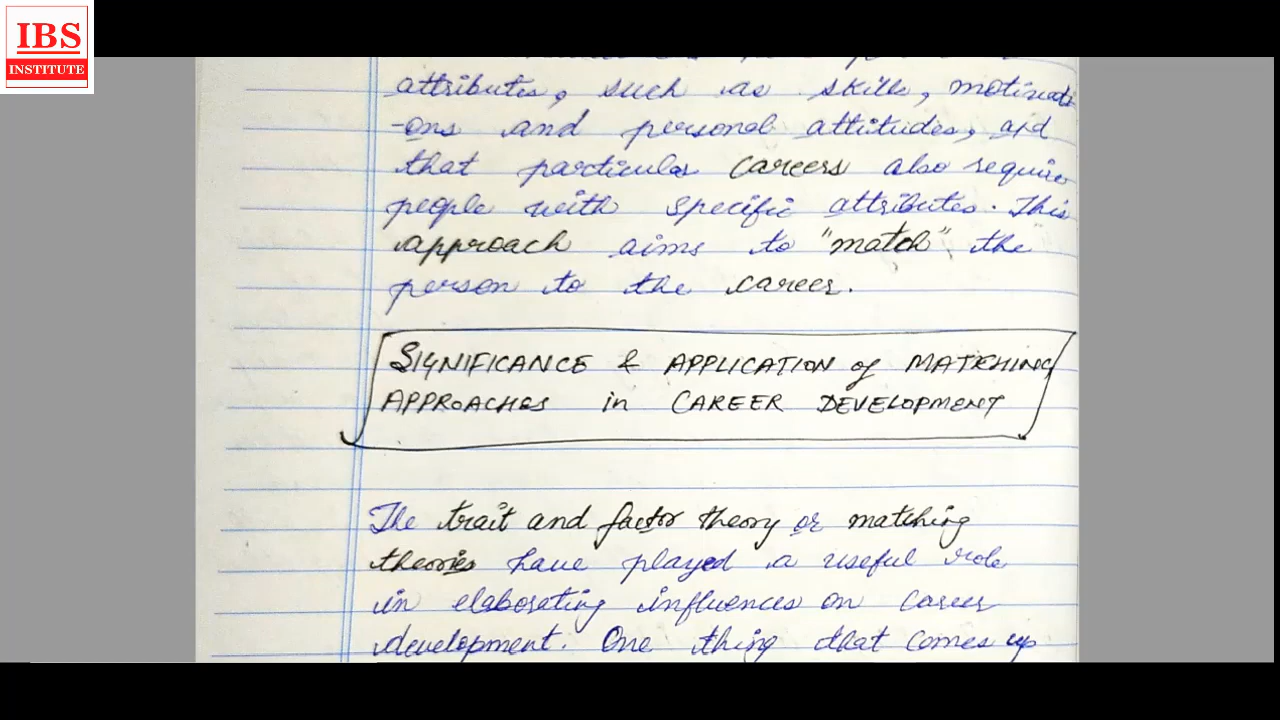 IBS
INSTITUTE
attributes, such as skills, motivati
-ons and personal attitudes, and
that particular careers also require
people with specific attributes. This
approach aims to "match" the
person to the career.
SIGNIFICANCE & APPLICATION of MATCHING
APPROACHES in CAREER DEVELOPMENT
The trait and factor theory or matching
theories have played a useful role
in elaborating influences on career
development. One thing that comes up